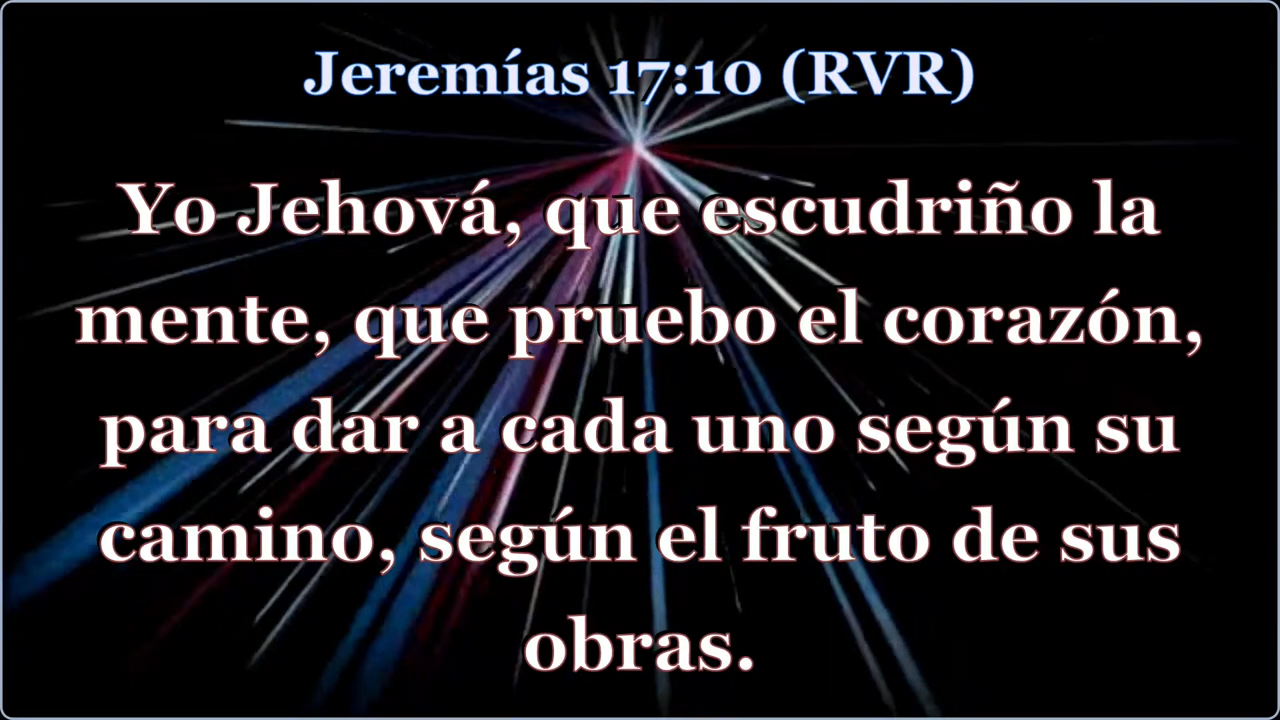 Jeremías 17:10 (RVR)
Yo Jehová, que escudriño la
mente, que pruebo el corazón,
para dar a cada uno según su
camino, según el fruto de sus
obras.